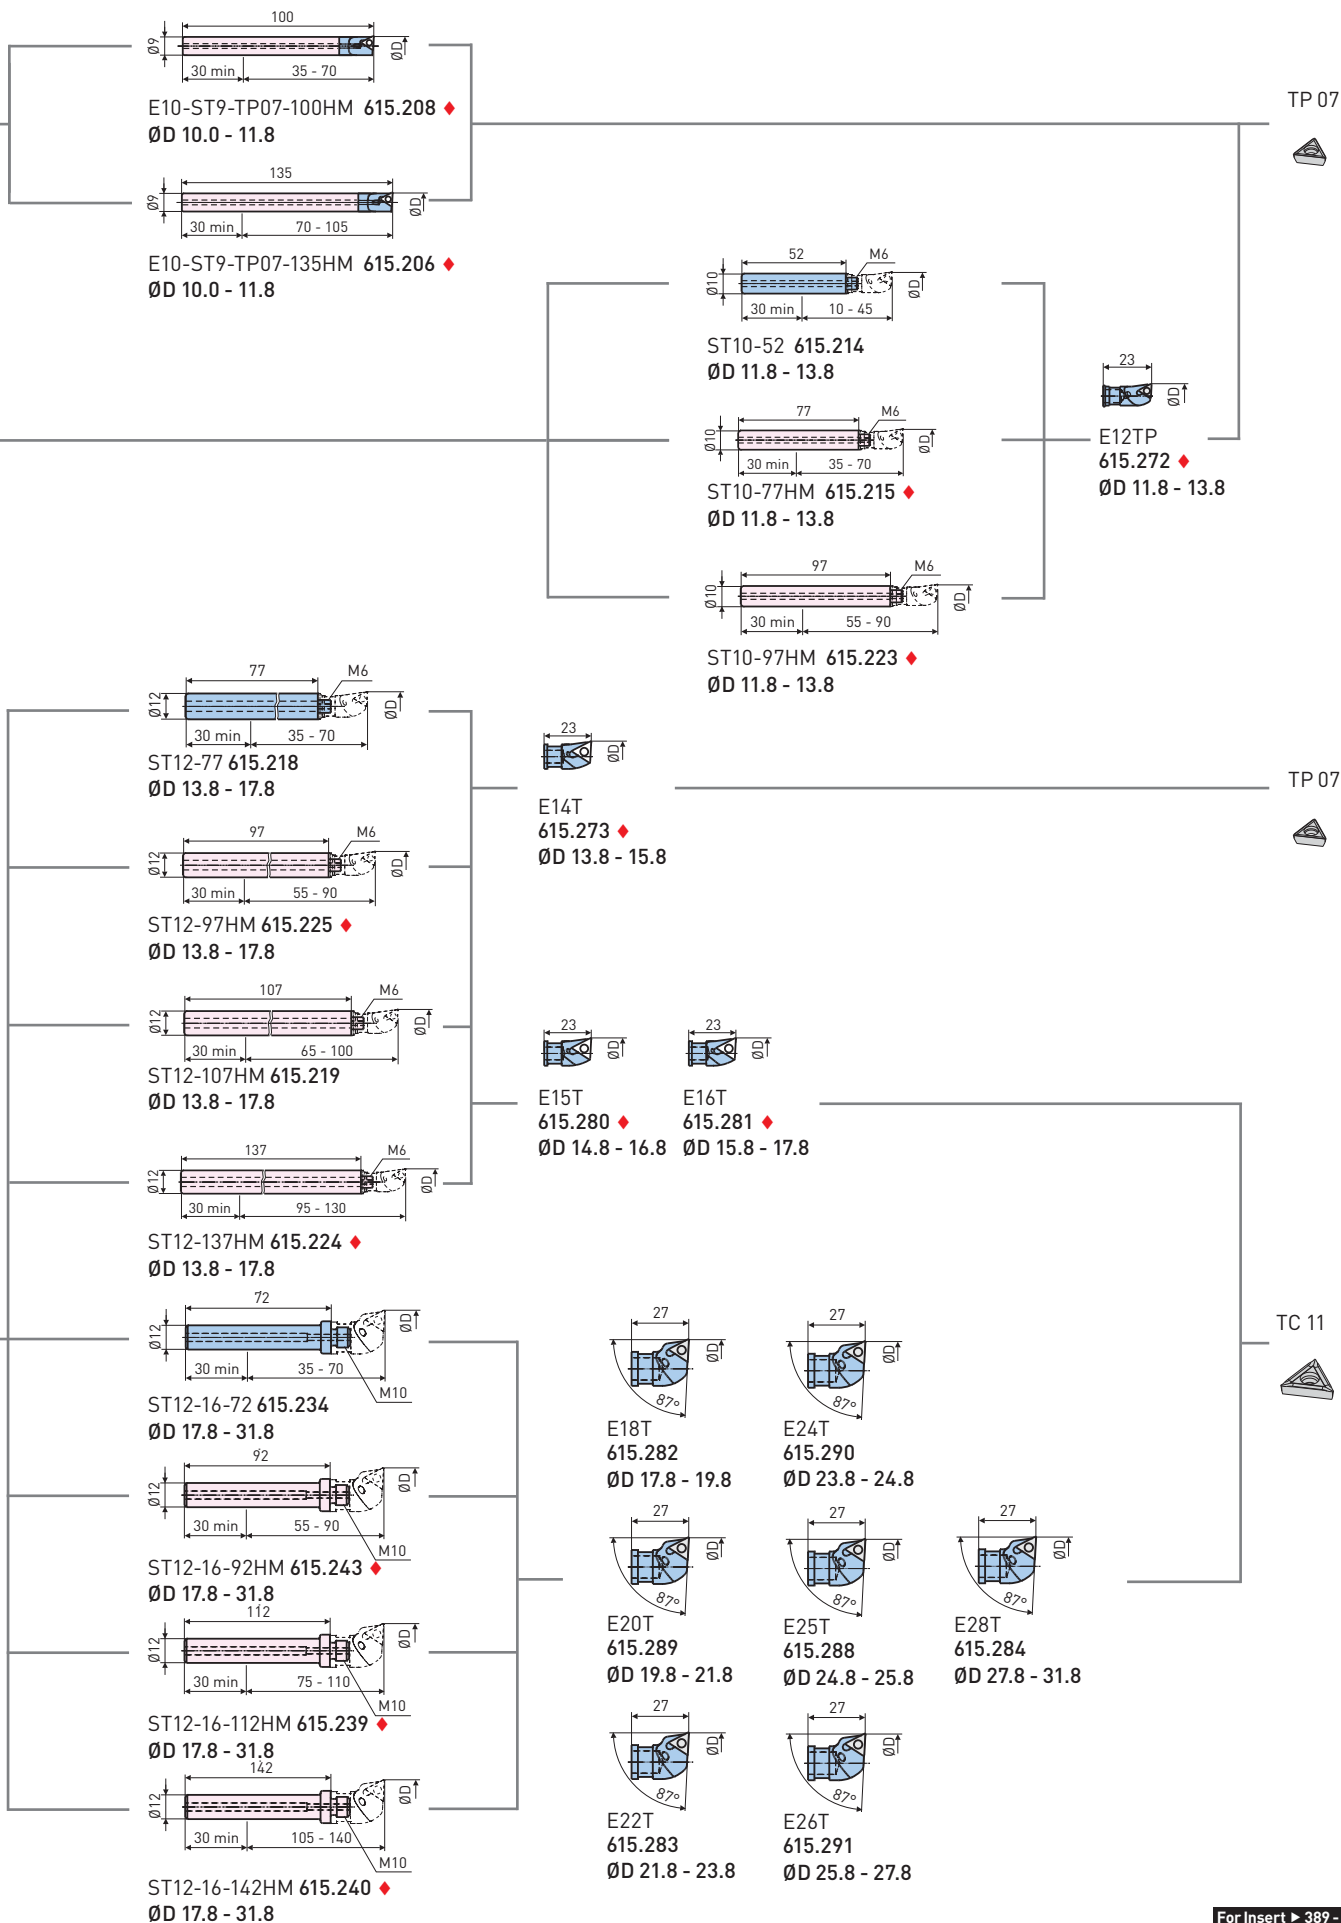 100
Ø9
ØD
30 min
35 - 70
E10-ST9-TP07-100HM 615.208 ♦
ØD 10.0 - 11.8
TP 07
135
Ø9
ØD
30 min
70 - 105
E10-ST9-TP07-135HM 615.206 ♦
ØD 10.0 - 11.8
52
M6
Ø10
ØD
30 min
10 - 45
ST10-52 615.214
ØD 11.8 - 13.8
77
M6
Ø10
ØD
30 min
35 - 70
ST10-77HM 615.215 ♦
ØD 11.8 - 13.8
23
ØD
E12TP
615.272 ♦
ØD 11.8 - 13.8
97
M6
Ø10
ØD
30 min
55 - 90
ST10-97HM 615.223 ♦
ØD 11.8 - 13.8
77
M6
Ø12
ØD
30 min
35 - 70
ST12-77 615.218
ØD 13.8 - 17.8
23
ØD
E14T
615.273 ♦
ØD 13.8 - 15.8
TP 07
97
M6
Ø12
ØD
30 min
55 - 90
ST12-97HM 615.225 ♦
ØD 13.8 - 17.8
107
M6
Ø12
ØD
30 min
65 - 100
ST12-107HM 615.219
ØD 13.8 - 17.8
23
ØD
E15T
615.280 ♦
ØD 14.8 - 16.8
23
ØD
E16T
615.281 ♦
ØD 15.8 - 17.8
137
M6
Ø12
ØD
30 min
95 - 130
ST12-137HM 615.224 ♦
ØD 13.8 - 17.8
72
Ø12
ØD
30 min
35 - 70
M10
ST12-16-72 615.234
ØD 17.8 - 31.8
27
ØD
87°
E18T
615.282
ØD 17.8 - 19.8
27
ØD
87°
E24T
615.290
ØD 23.8 - 24.8
TC 11
92
Ø12
ØD
30 min
55 - 90
M10
ST12-16-92HM 615.243 ♦
ØD 17.8 - 31.8
27
ØD
87°
E20T
615.289
ØD 19.8 - 21.8
27
ØD
87°
E25T
615.288
ØD 24.8 - 25.8
27
ØD
87°
E28T
615.284
ØD 27.8 - 31.8
112
Ø12
ØD
30 min
75 - 110
M10
ST12-16-112HM 615.239 ♦
ØD 17.8 - 31.8
27
ØD
87°
E22T
615.283
ØD 21.8 - 23.8
27
ØD
87°
E26T
615.291
ØD 25.8 - 27.8
142
Ø12
ØD
30 min
105 - 140
M10
ST12-16-142HM 615.240 ♦
ØD 17.8 - 31.8
For Insert ▶ 389 -